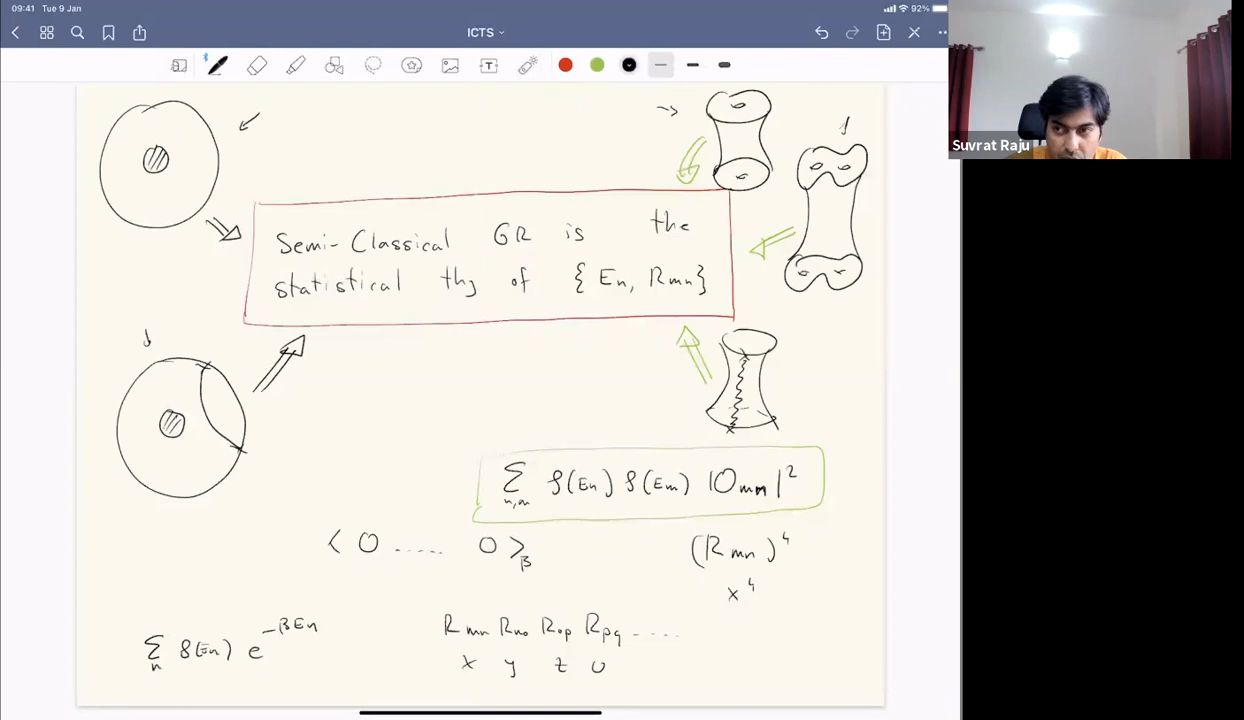 09:41 Tue 9 Jan
92%
ICTS
Suvrat Raju
Semi-Classical GR is the
statistical thy of {En, Rmn}
∑ ρ(En) ρ(Em) |Omn|²
n,m
< O ..... O >β
(Rmn)⁴
x⁴
∑ ρ(En) e^-βEn
n
Rmn Rno Rop Rpq ....
x y z u